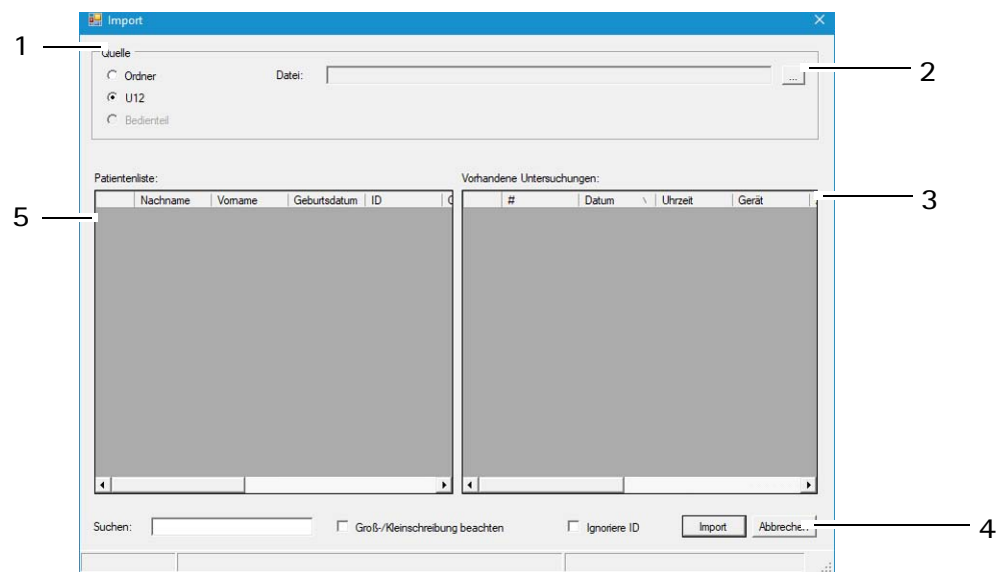 Import
1
Quelle
Ordner
Datei:
...
2
U12
Bedienteil
Patientenliste:
Vorhandene Untersuchungen:
Nachname Vorname Geburtsdatum ID
# Datum Uhrzeit Gerät
3
5
Suchen:
Groß-/Kleinschreibung beachten
Ignoriere ID
Import
Abbrechen
4